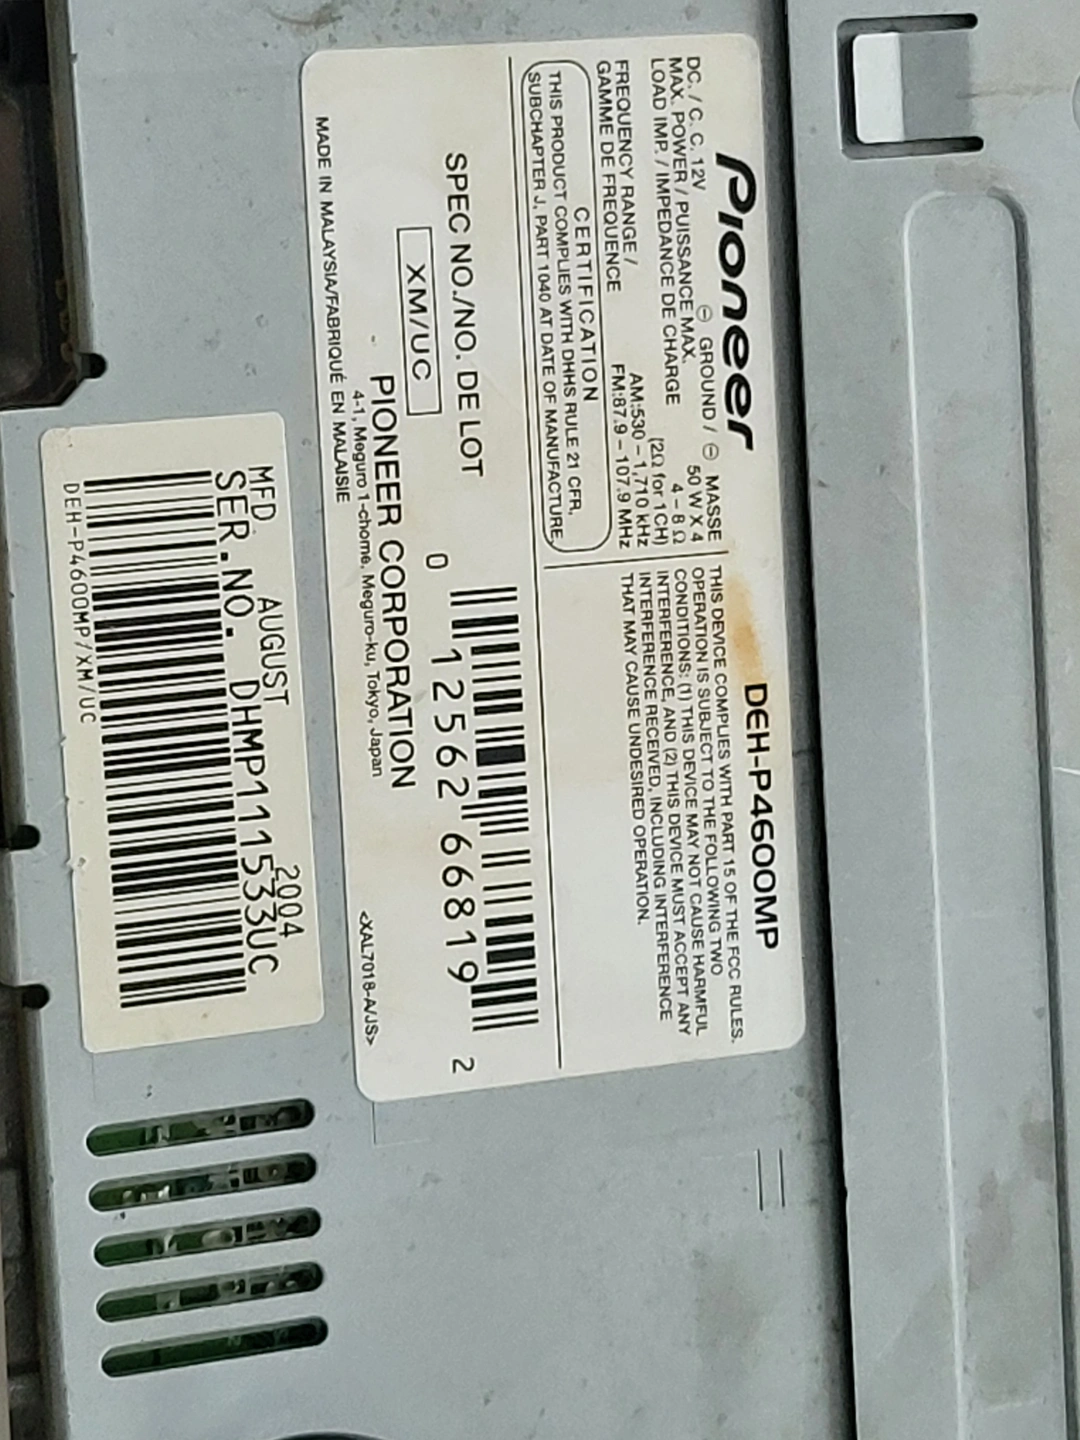 Pioneer
DEH-P4600MP
DC. / C. C. 12V ⊖ GROUND / ⊖ MASSE
MAX. POWER / PUISSANCE MAX. 50 W X 4
LOAD IMP. / IMPEDANCE DE CHARGE 4 – 8 Ω
(2Ω for 1CH)
FREQUENCY RANGE / AM:530 – 1,710 kHz
GAMME DE FREQUENCE FM:87.9 – 107.9 MHz
CERTIFICATION
THIS PRODUCT COMPLIES WITH DHHS RULE 21 CFR,
SUBCHAPTER J, PART 1040 AT DATE OF MANUFACTURE.
THIS DEVICE COMPLIES WITH PART 15 OF THE FCC RULES.
OPERATION IS SUBJECT TO THE FOLLOWING TWO
CONDITIONS: (1) THIS DEVICE MAY NOT CAUSE HARMFUL
INTERFERENCE, AND (2) THIS DEVICE MUST ACCEPT ANY
INTERFERENCE RECEIVED, INCLUDING INTERFERENCE
THAT MAY CAUSE UNDESIRED OPERATION.
SPEC NO./NO. DE LOT
XM/UC
0 12562 66819 2
PIONEER CORPORATION
4-1, Meguro 1-chome, Meguro-ku, Tokyo, Japan
MADE IN MALAYSIA/FABRIQUÉ EN MALAISIE
<XAL7018-A/JS>
MFD. AUGUST 2004
SER.NO. DHMP111533UC
DEH-P4600MP/XM/UC